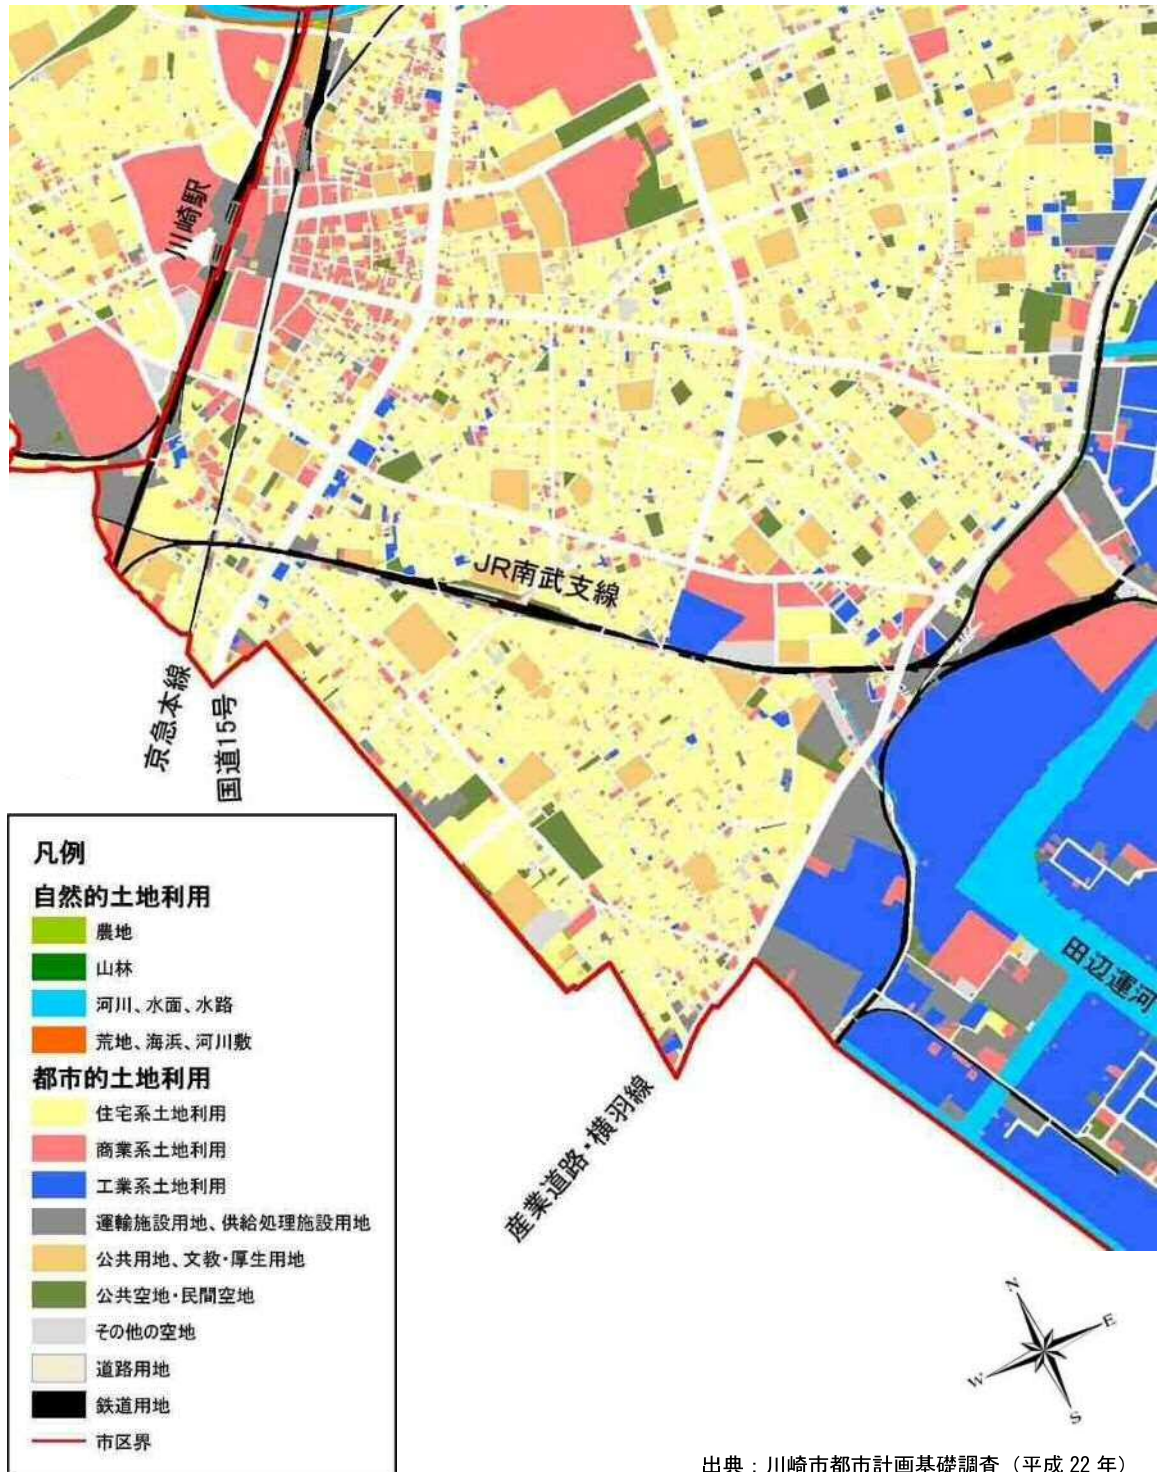 川崎駅
JR南武支線
京急本線
国道15号
田辺運河
産業道路・横羽線
凡例
自然的土地利用
農地
山林
河川、水面、水路
荒地、海浜、河川敷
都市的土地利用
住宅系土地利用
商業系土地利用
工業系土地利用
運輸施設用地、供給処理施設用地
公共用地、文教・厚生用地
公共空地・民間空地
その他の空地
道路用地
鉄道用地
市区界
N
E
W
S
出典：川崎市都市計画基礎調査（平成 22 年）